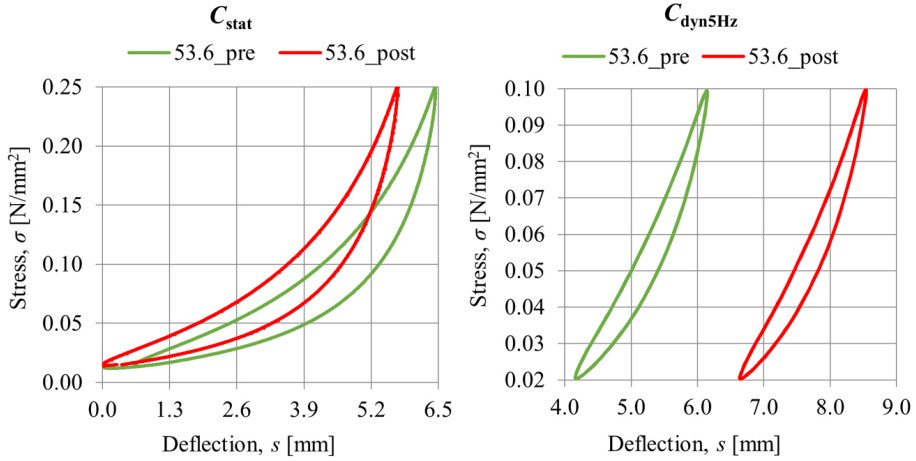 C_stat
53.6_pre 53.6_post
Stress, σ [N/mm²]
0.25
0.20
0.15
0.10
0.05
0.00
0.0 1.3 2.6 3.9 5.2 6.5
Deflection, s [mm]
C_dyn5Hz
53.6_pre 53.6_post
Stress, σ [N/mm²]
0.10
0.09
0.08
0.07
0.06
0.05
0.04
0.03
0.02
4.0 5.0 6.0 7.0 8.0 9.0
Deflection, s [mm]